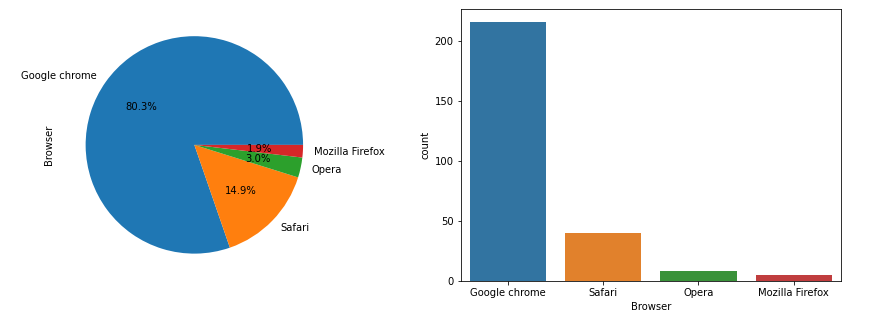 Google chrome
80.3%
Browser
1.9%
Mozilla Firefox
3.0%
Opera
14.9%
Safari
200
150
100
50
0
count
Google chrome
Safari
Opera
Mozilla Firefox
Browser